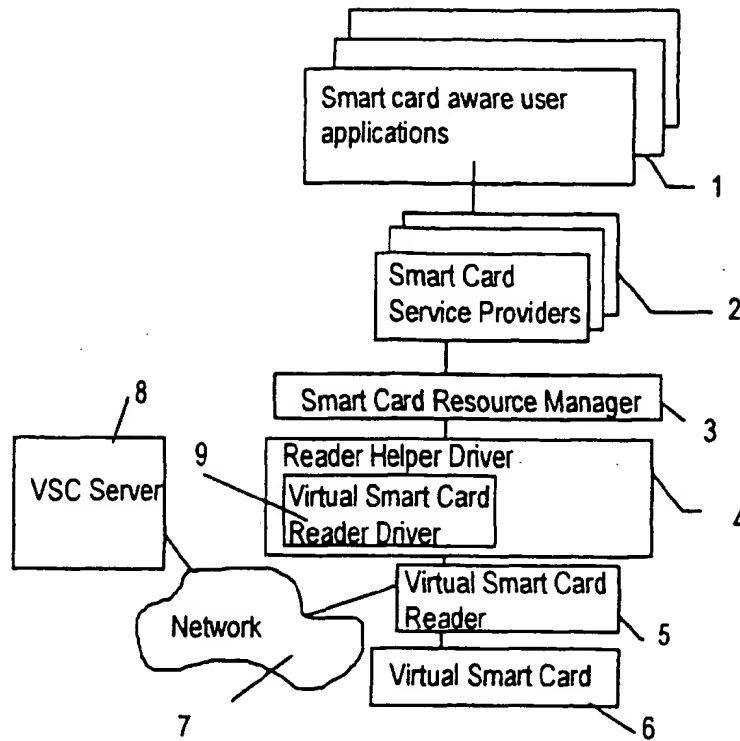 Smart card aware user
applications
1
Smart Card
Service Providers
2
8
Smart Card Resource Manager
3
9
Reader Helper Driver
VSC Server
Virtual Smart Card
Reader Driver
4
Virtual Smart Card
Reader
5
Network
Virtual Smart Card
7
6